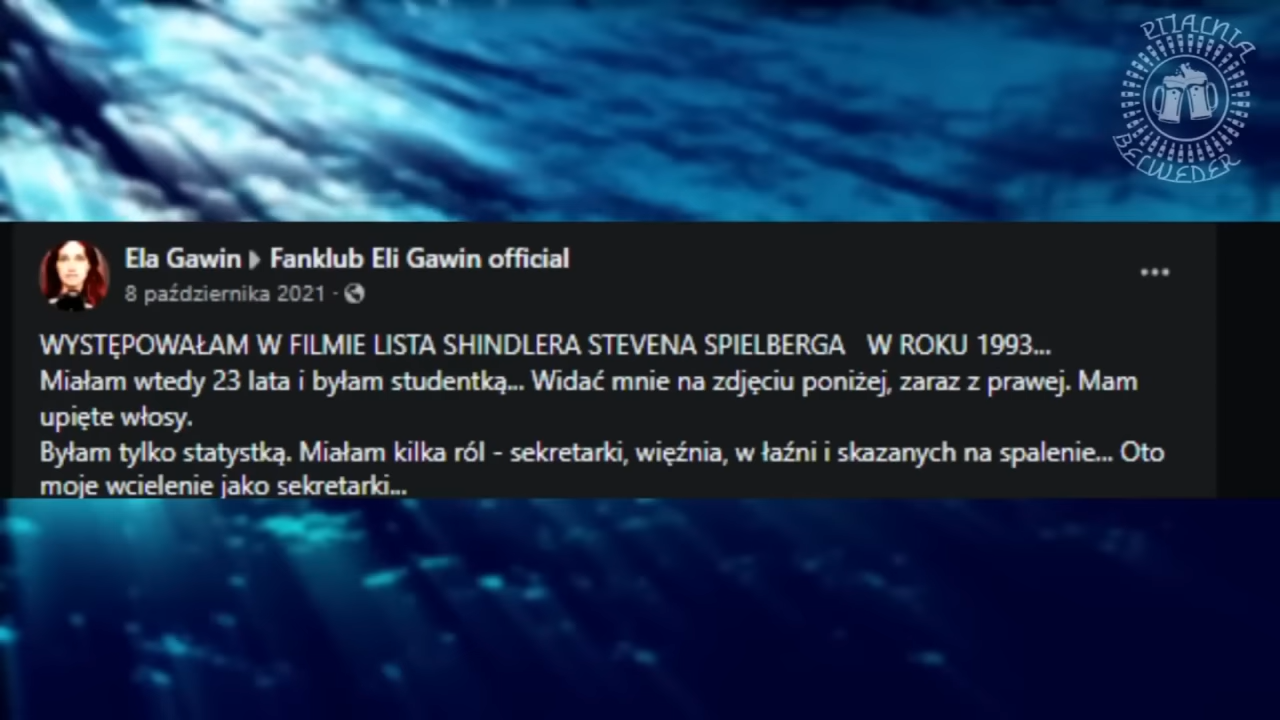 PIJALNIA
BELWEDER
Ela Gawin ▸ Fanklub Eli Gawin official
8 października 2021 ·
WYSTĘPOWAŁAM W FILMIE LISTA SHINDLERA STEVENA SPIELBERGA W ROKU 1993...
Miałam wtedy 23 lata i byłam studentką... Widać mnie na zdjęciu poniżej, zaraz z prawej. Mam
upięte włosy.
Byłam tylko statystką. Miałam kilka ról - sekretarki, więźnia, w łaźni i skazanych na spalenie... Oto
moje wcielenie jako sekretarki...